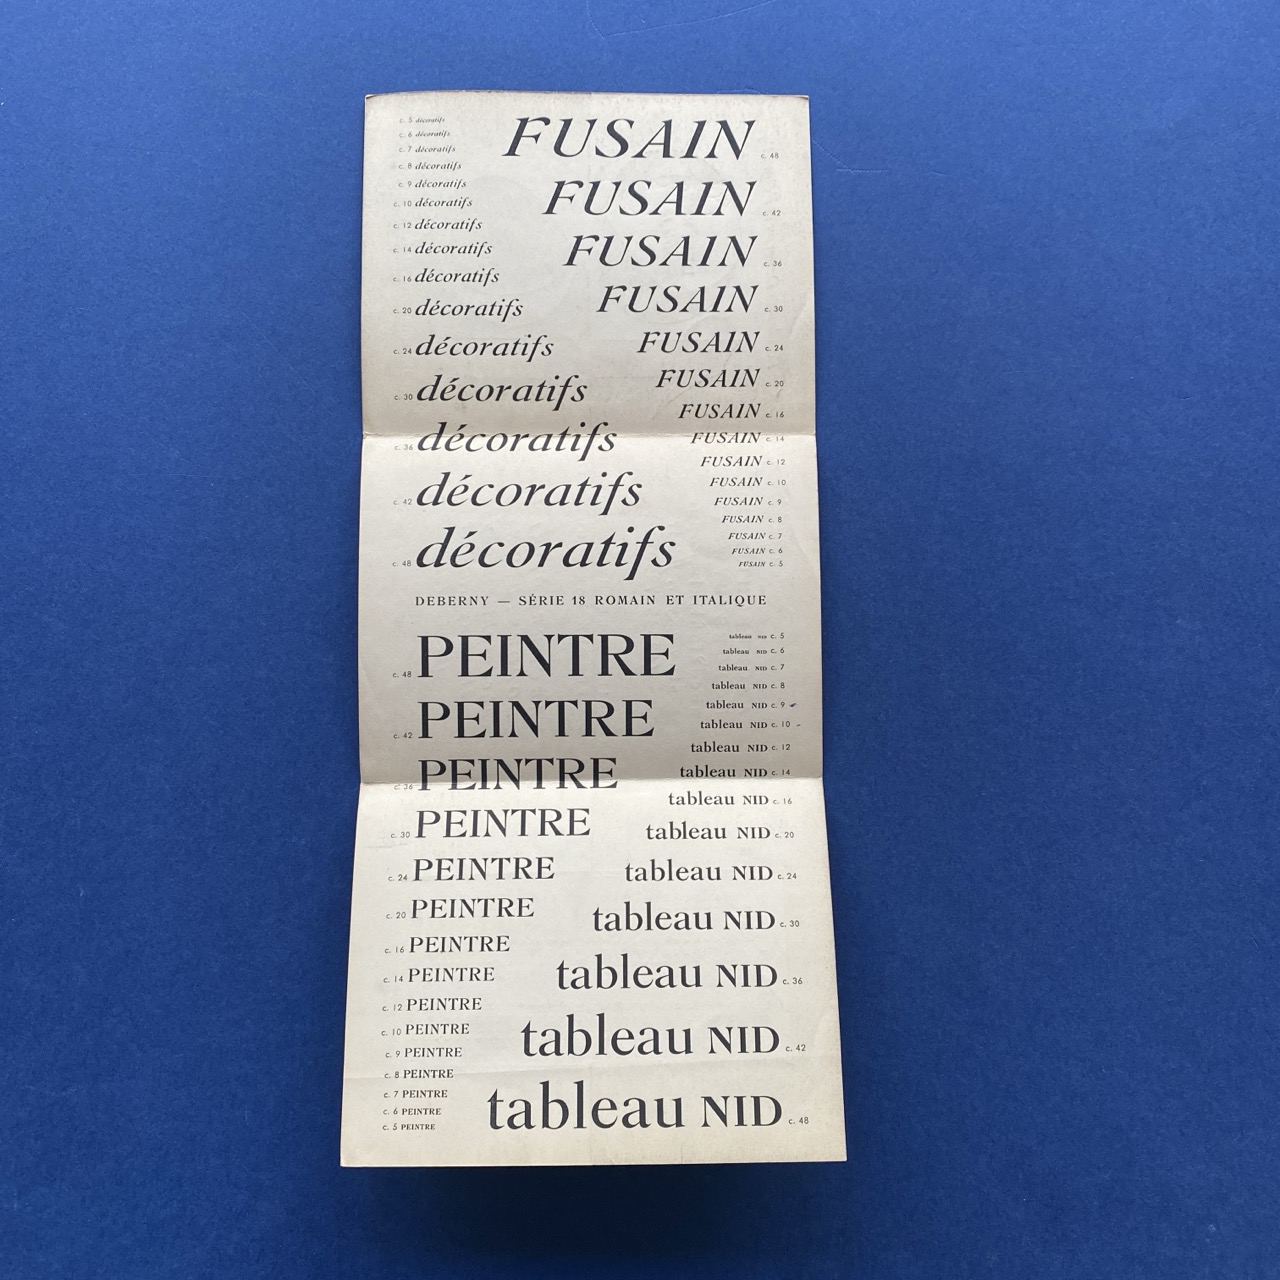 c. 5 décoratifs
c. 6 décoratifs
c. 7 décoratifs
c. 8 décoratifs
c. 9 décoratifs
c. 10 décoratifs
c. 12 décoratifs
c. 14 décoratifs
c. 16 décoratifs
c. 20 décoratifs
c. 24 décoratifs
c. 30 décoratifs
c. 36 décoratifs
c. 42 décoratifs
c. 48 décoratifs
FUSAIN c. 48
FUSAIN c. 42
FUSAIN c. 36
FUSAIN c. 30
FUSAIN c. 24
FUSAIN c. 20
FUSAIN c. 16
FUSAIN c. 14
FUSAIN c. 12
FUSAIN c. 10
FUSAIN c. 9
FUSAIN c. 8
FUSAIN c. 7
FUSAIN c. 6
FUSAIN c. 5
DEBERNY — SÉRIE 18 ROMAIN ET ITALIQUE
c. 48 PEINTRE
c. 42 PEINTRE
c. 36 PEINTRE
c. 30 PEINTRE
c. 24 PEINTRE
c. 20 PEINTRE
c. 16 PEINTRE
c. 14 PEINTRE
c. 12 PEINTRE
c. 10 PEINTRE
c. 9 PEINTRE
c. 8 PEINTRE
c. 7 PEINTRE
c. 6 PEINTRE
c. 5 PEINTRE
tableau NID c. 5
tableau NID c. 6
tableau NID c. 7
tableau NID c. 8
tableau NID c. 9
tableau NID c. 10
tableau NID c. 12
tableau NID c. 14
tableau NID c. 16
tableau NID c. 20
tableau NID c. 24
tableau NID c. 30
tableau NID c. 36
tableau NID c. 42
tableau NID c. 48